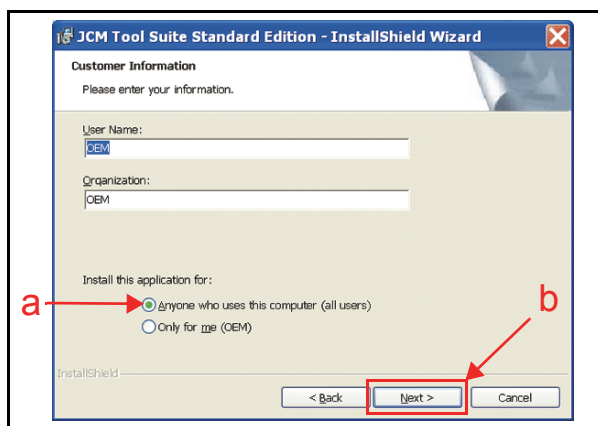 JCM Tool Suite Standard Edition - InstallShield Wizard
Customer Information
Please enter your information.
User Name:
OEM
Organization:
OEM
Install this application for:
a
Anyone who uses this computer (all users)
b
Only for me (OEM)
InstallShield
< Back
Next >
Cancel